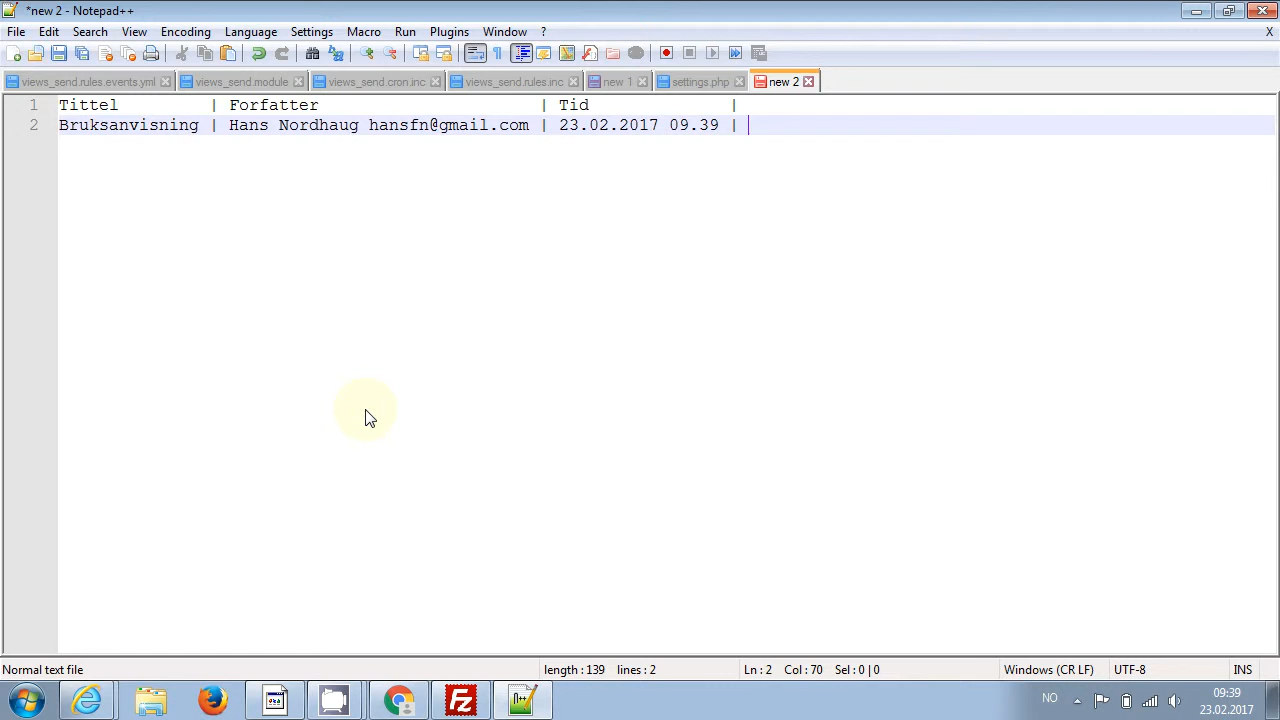 *new 2 - Notepad++
File Edit Search View Encoding Language Settings Macro Run Plugins Window ? X
views_send.rules.events.yml views_send.module views_send.cron.inc views_send.rules.inc new 1 settings.php new 2
1 Tittel | Forfatter | Tid |
2 Bruksanvisning | Hans Nordhaug hansfn@gmail.com | 23.02.2017 09.39 |
Normal text file length : 139 lines : 2 Ln : 2 Col : 70 Sel : 0 | 0 Windows (CR LF) UTF-8 INS
NO 09:39
23.02.2017